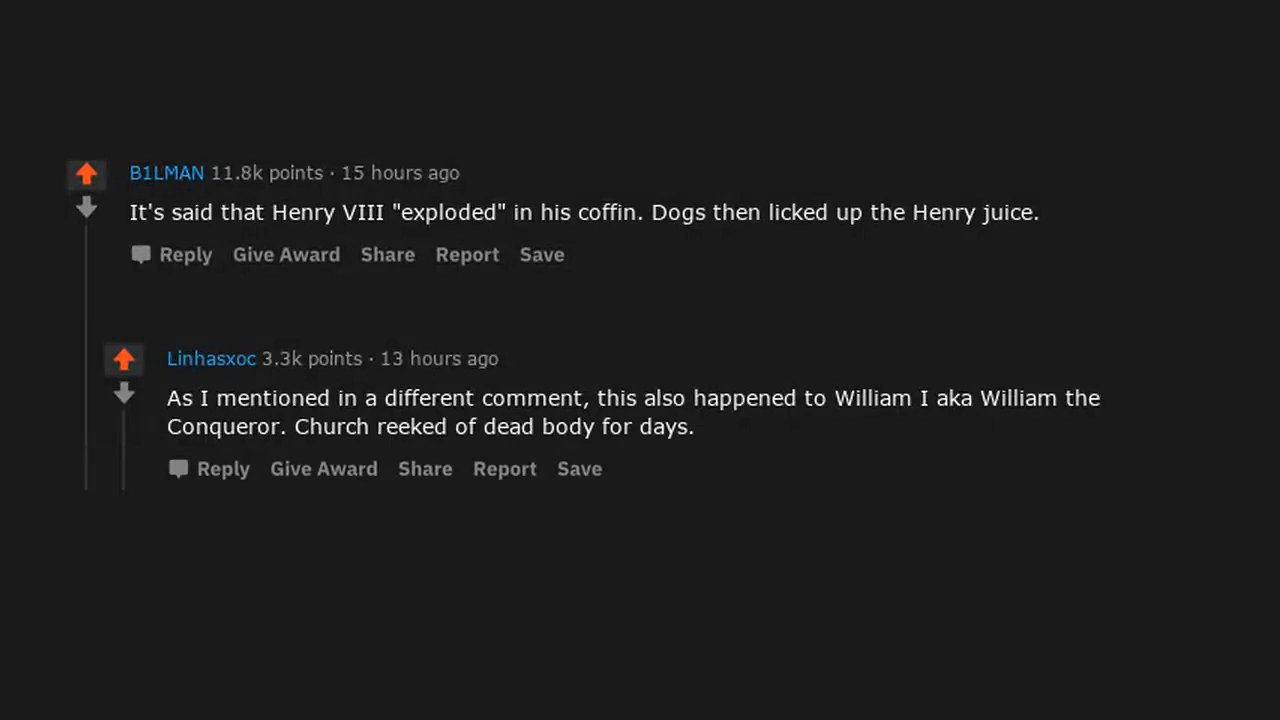 B1LMAN 11.8k points · 15 hours ago
It's said that Henry VIII "exploded" in his coffin. Dogs then licked up the Henry juice.
Reply Give Award Share Report Save
Linhasxoc 3.3k points · 13 hours ago
As I mentioned in a different comment, this also happened to William I aka William the
Conqueror. Church reeked of dead body for days.
Reply Give Award Share Report Save